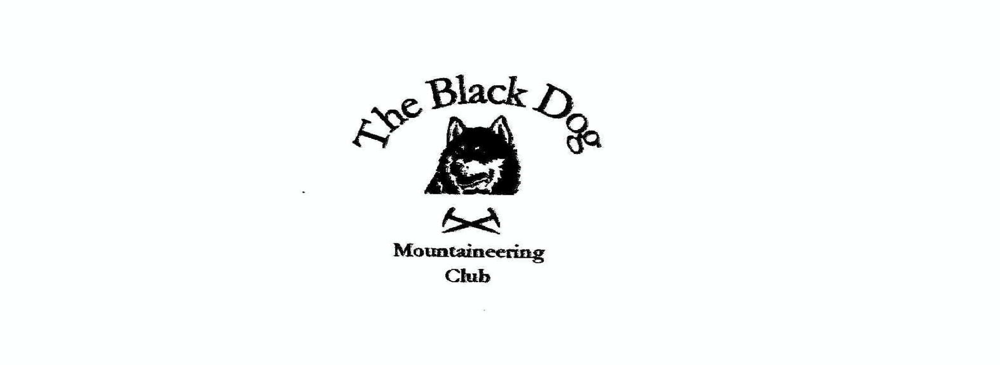 The Black Dog
Mountaineering
Club